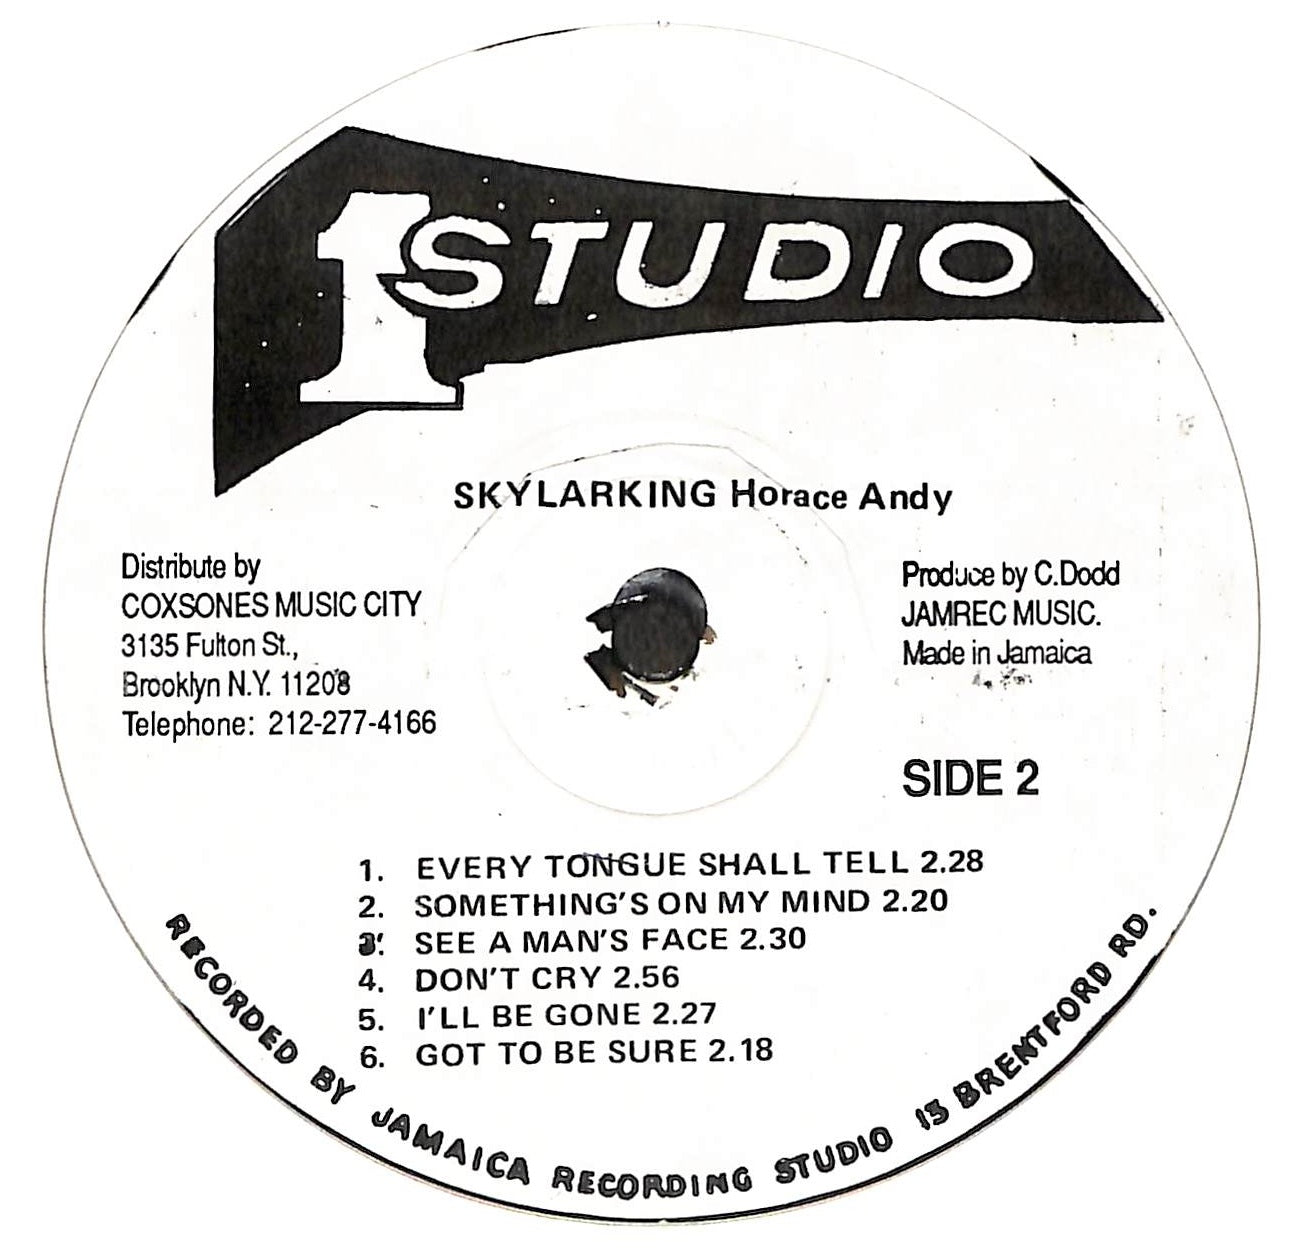 1 STUDIO
SKYLARKING Horace Andy
Distribute by
COXSONES MUSIC CITY
3135 Fulton St.,
Brooklyn N.Y. 11208
Telephone: 212-277-4166
Produce by C.Dodd
JAMREC MUSIC.
Made in Jamaica
SIDE 2
1. EVERY TONGUE SHALL TELL 2.28
2. SOMETHING'S ON MY MIND 2.20
3. SEE A MAN'S FACE 2.30
4. DON'T CRY 2.56
5. I'LL BE GONE 2.27
6. GOT TO BE SURE 2.18
RECORDED BY JAMAICA RECORDING STUDIO 13 BRENTFORD RD.